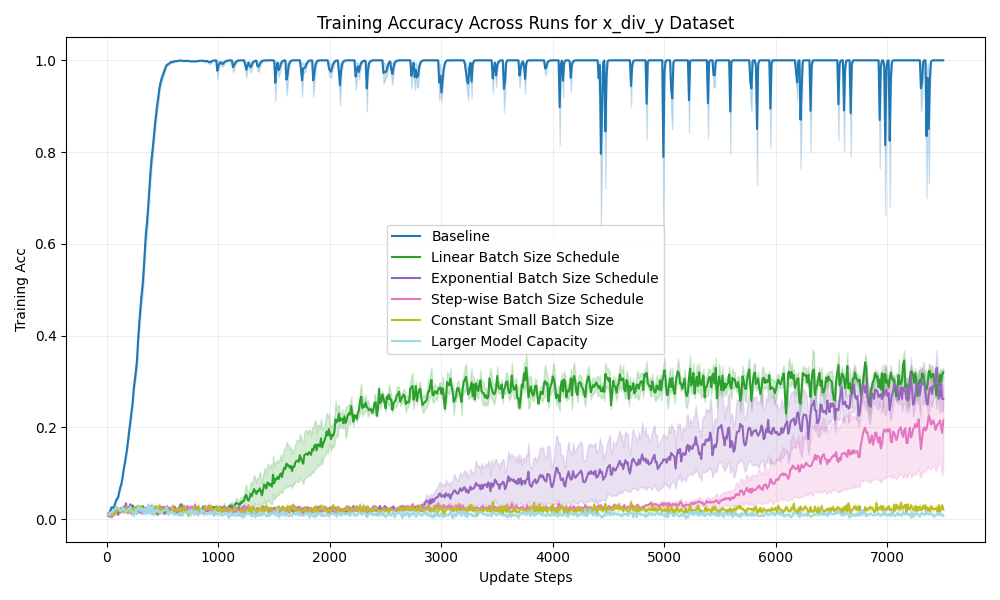 Training Accuracy Across Runs for x_div_y Dataset
Training Acc
1.0
0.8
0.6
0.4
0.2
0.0
Baseline
Linear Batch Size Schedule
Exponential Batch Size Schedule
Step-wise Batch Size Schedule
Constant Small Batch Size
Larger Model Capacity
0 1000 2000 3000 4000 5000 6000 7000
Update Steps